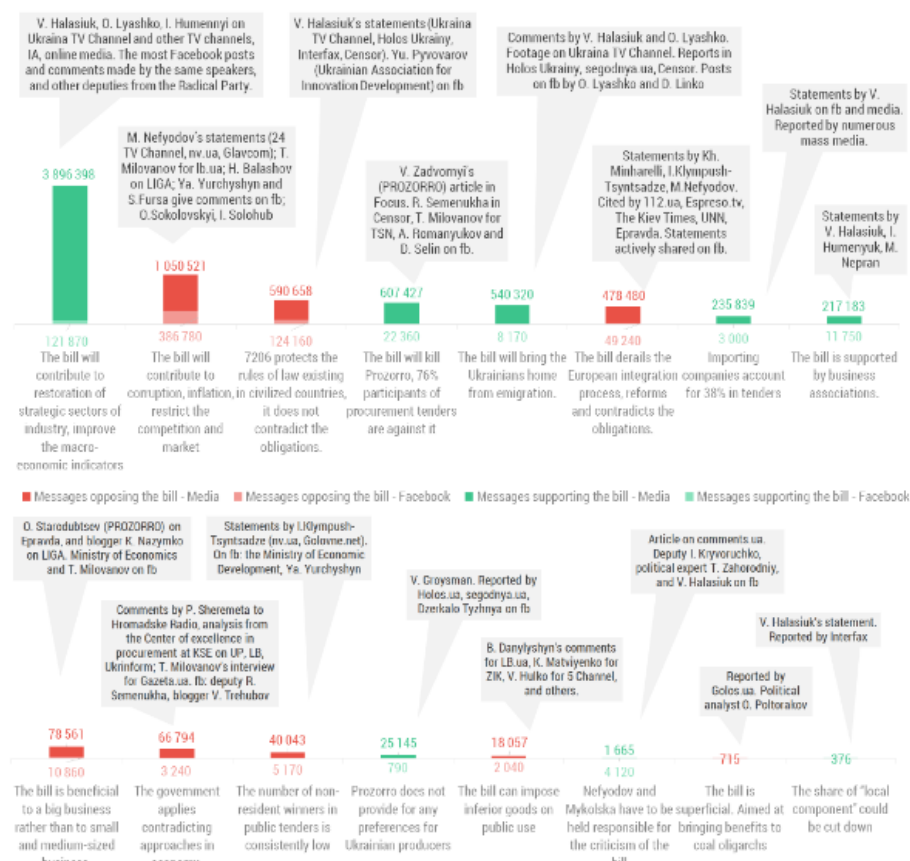 V. Halasiuk, O. Lyashko, I. Humennyi on
Ukraina TV Channel and other TV channels,
IA, online media. The most Facebook posts
and comments made by the same speakers,
and other deputies from the Radical Party.
V. Halasiuk's statements (Ukraina
TV Channel, Holos Ukrainy,
Interfax, Censor). Yu. Pyvovarov
(Ukrainian Association for
Innovation Development) on fb
Comments by V. Halasiuk and O. Lyashko.
Footage on Ukraina TV Channel. Reports in
Holos Ukrainy, segodnya.ua, Censor. Posts
on fb by O. Lyashko and D. Linko
Statements by V.
Halasiuk on fb and media.
Reported by numerous
mass media.
M. Nefyodov's statements (24
TV Channel, nv.ua, Glavcom); T.
Milovanov for lb.ua; H. Balashov
on LIGA; Ya. Yurchyshyn and
S.Fursa give comments on fb;
O.Sokolovskyi, I. Solohub
V. Zadvornyi's
(PROZORRO) article in
Focus. R. Semenukha in
Censor, T. Milovanov for
TSN, A. Romanyukov and
D. Selin on fb.
Statements by Kh.
Minharelli, I.Klympush-
Tsyntsadze, M.Nefyodov.
Cited by 112.ua, Espreso.tv,
The Kiev Times, UNN,
Epravda. Statements
actively shared on fb.
Statements by
V. Halasiuk, I.
Humenyuk, M.
Nepran
3 896 398
1 050 521
590 658
607 427
540 320
478 480
235 839
217 183
121 870
386 780
124 160
22 360
8 170
49 240
3 000
11 750
The bill will
contribute to
restoration of
strategic sectors of
industry, improve
the macro-
economic indicators
The bill will
contribute to
corruption, inflation,
restrict the
competition and
market
7206 protects the
rules of law existing
in civilized countries,
it does not
contradict the
obligations.
The bill will kill
Prozorro, 76%
participants of
procurement tenders
are against it
The bill will bring the
Ukrainians home
from emigration.
The bill derails the
European integration
process, reforms
and contradicts the
obligations.
Importing
companies account
for 38% in tenders
The bill is supported
by business
associations.
Messages opposing the bill - Media
Messages opposing the bill - Facebook
Messages supporting the bill - Media
Messages supporting the bill - Facebook
O. Starodubtsev (PROZORRO) on
Epravda, and blogger K. Nazymko
on LIGA. Ministry of Economics
and T. Milovanov on fb
Statements by I.Klympush-
Tsyntsadze (nv.ua, Golovne.net).
On fb: the Ministry of Economic
Development, Ya. Yurchyshyn
Article on comments.ua.
Deputy I. Kryvoruchko,
political expert T. Zahorodniy,
and V. Halasiuk on fb
Comments by P. Sheremeta to
Hromadske Radio, analysis from
the Center of excellence in
procurement at KSE on UP, LB,
Ukrinform; T. Milovanov's interview
for Gazeta.ua. fb: deputy R.
Semenukha, blogger V. Trehubov
V. Groysman. Reported by
Holos.ua, segodnya.ua,
Dzerkalo Tyzhnya on fb
B. Danylyshyn's comments
for LB.ua, K. Matviyenko for
ZIK, V. Hulko for 5 Channel,
and others.
V. Halasiuk's statement.
Reported by Interfax
Reported by
Golos.ua. Political
analyst O. Poltorakov
78 561
66 794
40 043
25 145
18 057
1 665
715
376
10 860
3 240
5 170
790
2 040
4 120
The bill is beneficial
to a big business
rather than to small
and medium-sized
business
The government
applies
contradicting
approaches in
economy
The number of non-
resident winners in
public tenders is
consistently low
Prozorro does not
provide for any
preferences for
Ukrainian producers
The bill can impose
inferior goods on
public use
Nefyodov and
Mykolska have to be
held responsible for
the criticism of the
bill
The bill is
superficial. Aimed at
bringing benefits to
coal oligarchs
The share of "local
component" could
be cut down